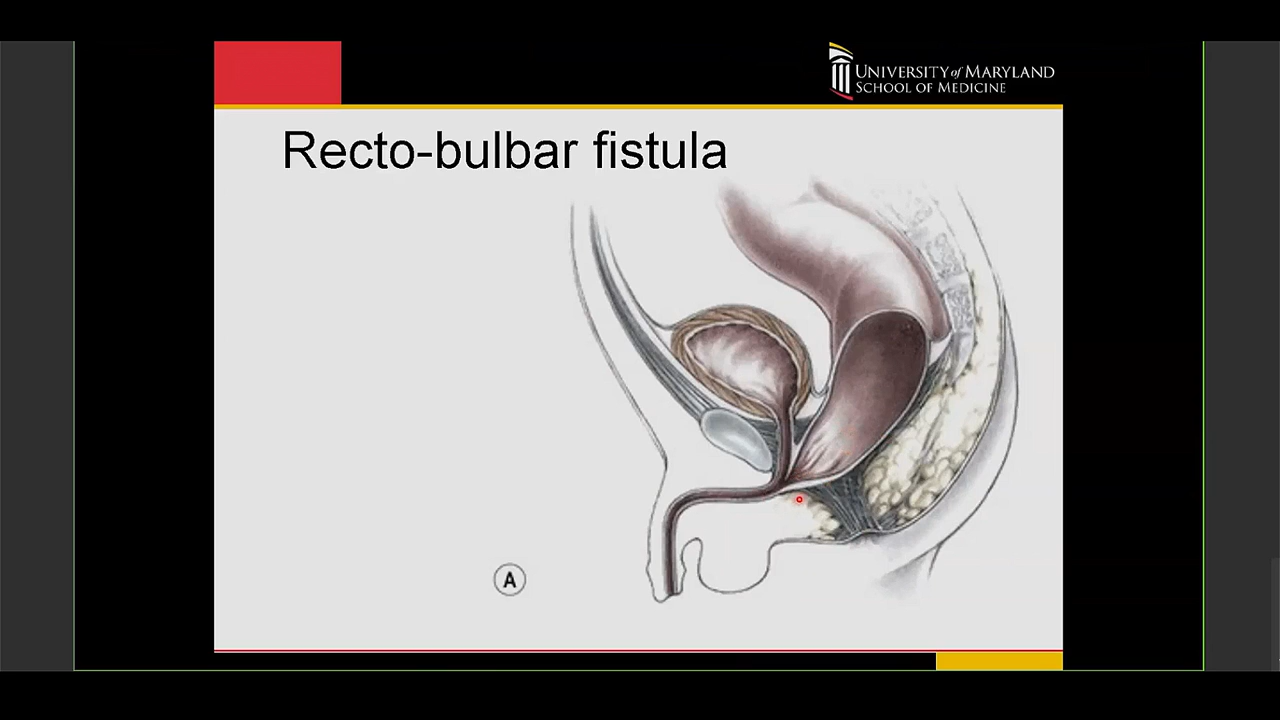 UNIVERSITY of MARYLAND
SCHOOL OF MEDICINE
Recto-bulbar fistula
A